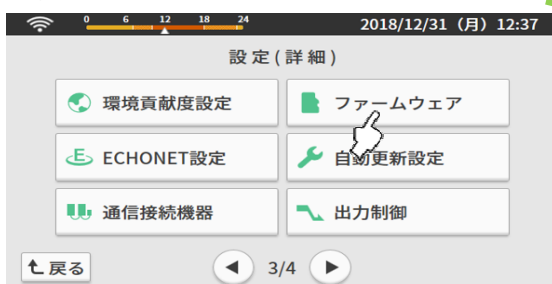 0 6 12 18 24 2018/12/31 (月) 12:37
設定(詳細)
環境貢献度設定 ファームウェア
E ECHONET設定 自動更新設定
通信接続機器 出力制御
戻る 3/4